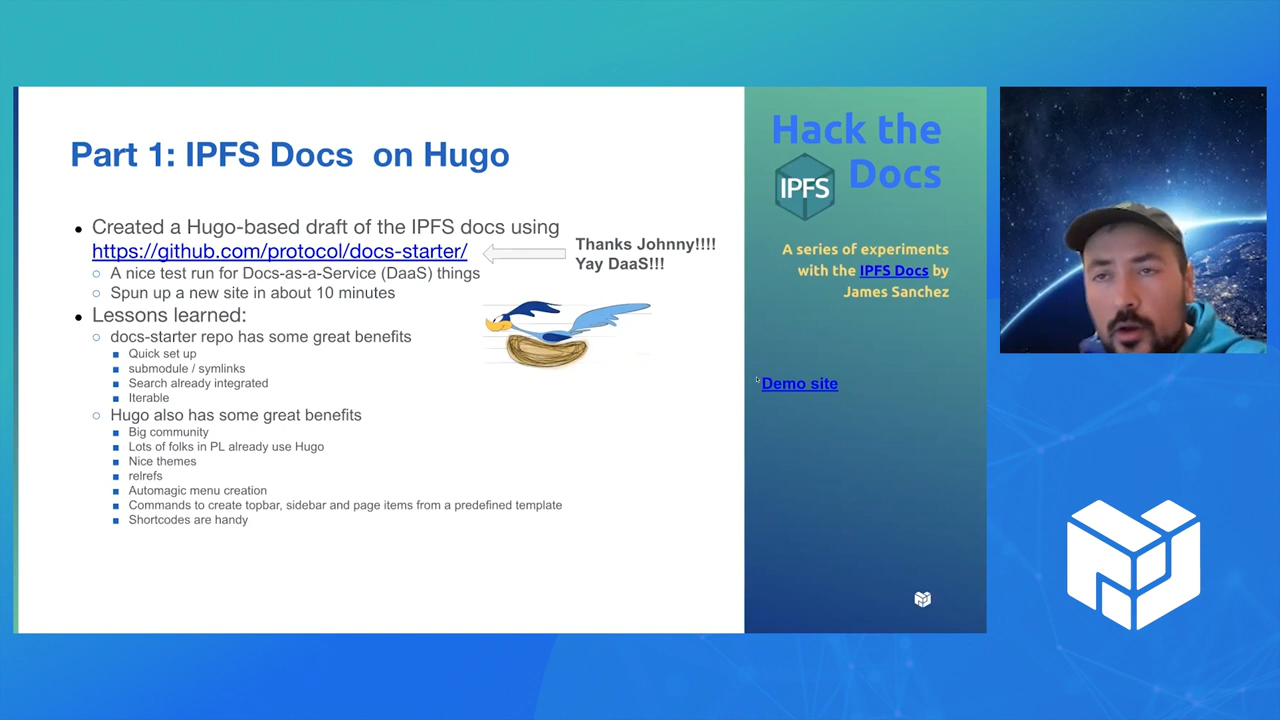 Part 1: IPFS Docs on Hugo
Created a Hugo-based draft of the IPFS docs using
https://github.com/protocol/docs-starter/
A nice test run for Docs-as-a-Service (DaaS) things
Spun up a new site in about 10 minutes
Thanks Johnny!!!!
Yay DaaS!!!
Lessons learned:
docs-starter repo has some great benefits
Quick set up
submodule / symlinks
Search already integrated
Iterable
Hugo also has some great benefits
Big community
Lots of folks in PL already use Hugo
Nice themes
relrefs
Automagic menu creation
Commands to create topbar, sidebar and page items from a predefined template
Shortcodes are handy
Hack the
IPFS Docs
A series of experiments
with the IPFS Docs by
James Sanchez
Demo site